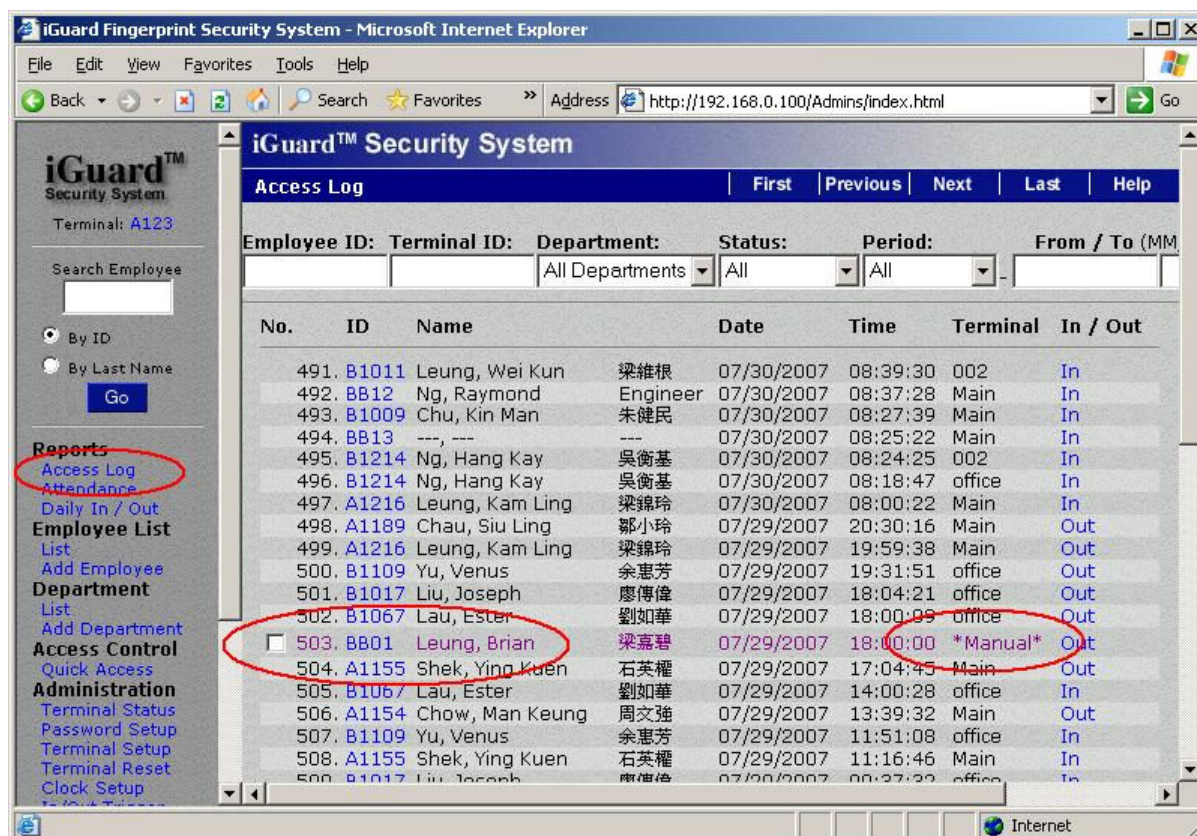 iGuard Fingerprint Security System - Microsoft Internet Explorer
File Edit View Favorites Tools Help
Back Search Favorites » Address http://192.168.0.100/Admins/index.html Go
iGuard™
Security System
Terminal: A123
Search Employee
By ID
By Last Name
Go
Reports
Access Log
Attendance
Daily In / Out
Employee List
List
Add Employee
Department
List
Add Department
Access Control
Quick Access
Administration
Terminal Status
Password Setup
Terminal Setup
Terminal Reset
Clock Setup
In/Out Trigger
iGuard™ Security System
Access Log | First | Previous | Next | Last | Help
Employee ID: Terminal ID: Department: Status: Period: From / To (MM
All Departments All All -
No. ID Name Date Time Terminal In / Out
491. B1011 Leung, Wei Kun 梁維根 07/30/2007 08:39:30 002 In
492. BB12 Ng, Raymond Engineer 07/30/2007 08:37:28 Main In
493. B1009 Chu, Kin Man 朱健民 07/30/2007 08:27:39 Main In
494. BB13 ---, --- --- 07/30/2007 08:25:22 Main In
495. B1214 Ng, Hang Kay 吳衡基 07/30/2007 08:24:25 002 In
496. B1214 Ng, Hang Kay 吳衡基 07/30/2007 08:18:47 office In
497. A1216 Leung, Kam Ling 梁錦玲 07/30/2007 08:00:22 Main In
498. A1189 Chau, Siu Ling 鄒小玲 07/29/2007 20:30:16 Main Out
499. A1216 Leung, Kam Ling 梁錦玲 07/29/2007 19:59:38 Main Out
500. B1109 Yu, Venus 余惠芳 07/29/2007 19:31:51 office Out
501. B1017 Liu, Joseph 廖傳偉 07/29/2007 18:04:21 office Out
502. B1067 Lau, Ester 劉如華 07/29/2007 18:00:09 office Out
503. BB01 Leung, Brian 梁嘉碧 07/29/2007 18:00:00 *Manual* Out
504. A1155 Shek, Ying Kuen 石英櫂 07/29/2007 17:04:45 Main Out
505. B1067 Lau, Ester 劉如華 07/29/2007 14:00:28 office In
506. A1154 Chow, Man Keung 周文強 07/29/2007 13:39:32 Main Out
507. B1109 Yu, Venus 余惠芳 07/29/2007 11:51:08 office In
508. A1155 Shek, Ying Kuen 石英櫂 07/29/2007 11:16:46 Main In
509. B1017 Liu, Joseph 廖傳偉 07/29/2007 office In
Internet